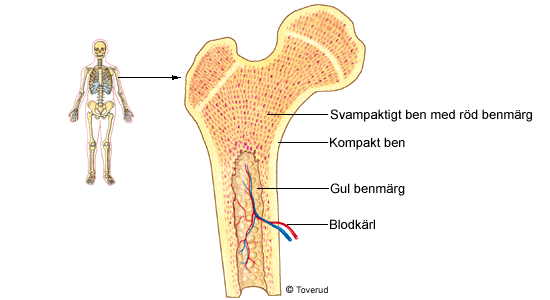 Svampaktigt ben med röd benmärg
Kompakt ben
Gul benmärg
Blodkärl
© Toverud